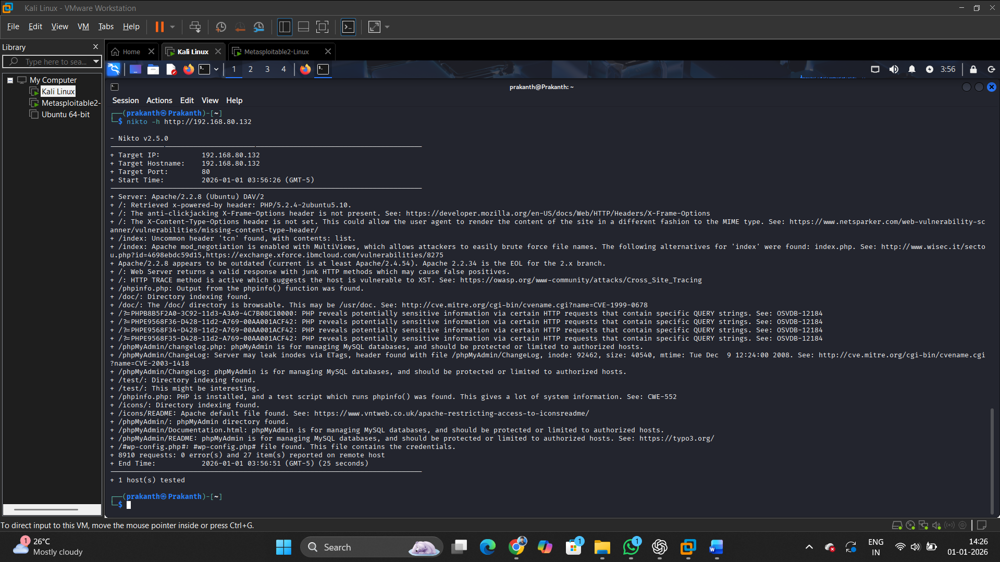 Kali Linux - VMware Workstation
File Edit View VM Tabs Help
Library
Type here to sea...
My Computer
Kali Linux
Metasploitable2-
Ubuntu 64-bit
Home
Kali Linux
Metasploitable2-Linux
1 2 3 4
3:56
prakanth@Prakanth: ~
Session Actions Edit View Help
┌──(prakanth㉿Prakanth)-[~]
└─$ nikto -h http://192.168.80.132
- Nikto v2.5.0
+ Target IP: 192.168.80.132
+ Target Hostname: 192.168.80.132
+ Target Port: 80
+ Start Time: 2026-01-01 03:56:26 (GMT-5)
+ Server: Apache/2.2.8 (Ubuntu) DAV/2
+ /: Retrieved x-powered-by header: PHP/5.2.4-2ubuntu5.10.
+ /: The anti-clickjacking X-Frame-Options header is not present. See: https://developer.mozilla.org/en-US/docs/Web/HTTP/Headers/X-Frame-Options
+ /: The X-Content-Type-Options header is not set. This could allow the user agent to render the content of the site in a different fashion to the MIME type. See: https://www.netsparker.com/web-vulnerability-sc
anner/vulnerabilities/missing-content-type-header/
+ /index: Uncommon header 'tcn' found, with contents: list.
+ /index: Apache mod_negotiation is enabled with MultiViews, which allows attackers to easily brute force file names. The following alternatives for 'index' were found: index.php. See: http://www.wisec.it/secto
u.php?id=4698ebdc59d15,https://exchange.xforce.ibmcloud.com/vulnerabilities/8275
+ Apache/2.2.8 appears to be outdated (current is at least Apache/2.4.54). Apache 2.2.34 is the EOL for the 2.x branch.
+ /: Web Server returns a valid response with junk HTTP methods which may cause false positives.
+ /: HTTP TRACE method is active which suggests the host is vulnerable to XST. See: https://owasp.org/www-community/attacks/Cross_Site_Tracing
+ /phpinfo.php: Output from the phpinfo() function was found.
+ /doc/: Directory indexing found.
+ /doc/: The /doc/ directory is browsable. This may be /usr/doc. See: http://cve.mitre.org/cgi-bin/cvename.cgi?name=CVE-1999-0678
+ /?=PHPB8B5F2A0-3C92-11d3-A3A9-4C7B08C10000: PHP reveals potentially sensitive information via certain HTTP requests that contain specific QUERY strings. See: OSVDB-12184
+ /?=PHPE9568F36-D428-11d2-A769-00AA001ACF42: PHP reveals potentially sensitive information via certain HTTP requests that contain specific QUERY strings. See: OSVDB-12184
+ /?=PHPE9568F34-D428-11d2-A769-00AA001ACF42: PHP reveals potentially sensitive information via certain HTTP requests that contain specific QUERY strings. See: OSVDB-12184
+ /?=PHPE9568F35-D428-11d2-A769-00AA001ACF42: PHP reveals potentially sensitive information via certain HTTP requests that contain specific QUERY strings. See: OSVDB-12184
+ /phpMyAdmin/changelog.php: phpMyAdmin is for managing MySQL databases, and should be protected or limited to authorized hosts.
+ /phpMyAdmin/ChangeLog: Server may leak inodes via ETags, header found with file /phpMyAdmin/ChangeLog, inode: 92462, size: 40540, mtime: Tue Dec  9 12:24:00 2008. See: http://cve.mitre.org/cgi-bin/cvename.cgi
?name=CVE-2003-1418
+ /phpMyAdmin/ChangeLog: phpMyAdmin is for managing MySQL databases, and should be protected or limited to authorized hosts.
+ /test/: Directory indexing found.
+ /test/: This might be interesting.
+ /phpinfo.php: PHP is installed, and a test script which runs phpinfo() was found. This gives a lot of system information. See: CWE-552
+ /icons/: Directory indexing found.
+ /icons/README: Apache default file found. See: https://www.vntweb.co.uk/apache-restricting-access-to-iconsreadme/
+ /phpMyAdmin/: phpMyAdmin directory found.
+ /phpMyAdmin/Documentation.html: phpMyAdmin is for managing MySQL databases, and should be protected or limited to authorized hosts.
+ /phpMyAdmin/README: phpMyAdmin is for managing MySQL databases, and should be protected or limited to authorized hosts. See: https://typo3.org/
+ /#wp-config.php#: #wp-config.php# file found. This file contains the credentials.
+ 8910 requests: 0 error(s) and 27 item(s) reported on remote host
+ End Time: 2026-01-01 03:56:51 (GMT-5) (25 seconds)
+ 1 host(s) tested
┌──(prakanth㉿Prakanth)-[~]
└─$
To direct input to this VM, move the mouse pointer inside or press Ctrl+G.
1
26°C
Mostly cloudy
Search
1
1
ENG
IN
14:26
01-01-2026